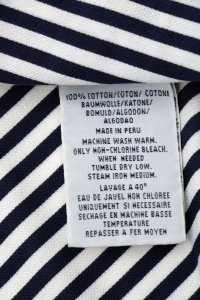 100% COTTON/COTON/ COTONE
BAUMWOLLE/KATONE/
BOMULD/ALGODÓN/
ALGODAO
MADE IN PERU
MACHINE WASH WARM.
ONLY NON-CHLORINE BLEACH.
WHEN NEEDED
TUMBLE DRY LOW.
STEAM IRON MEDIUM.
LAVAGE A 40°
EAU DE JAVEL NON CHLOREE
UNIQUEMENT SI NECESSAIRE
SECHAGE EN MACHINE BASSE
TEMPERATURE
REPASSER A FER MOYEN